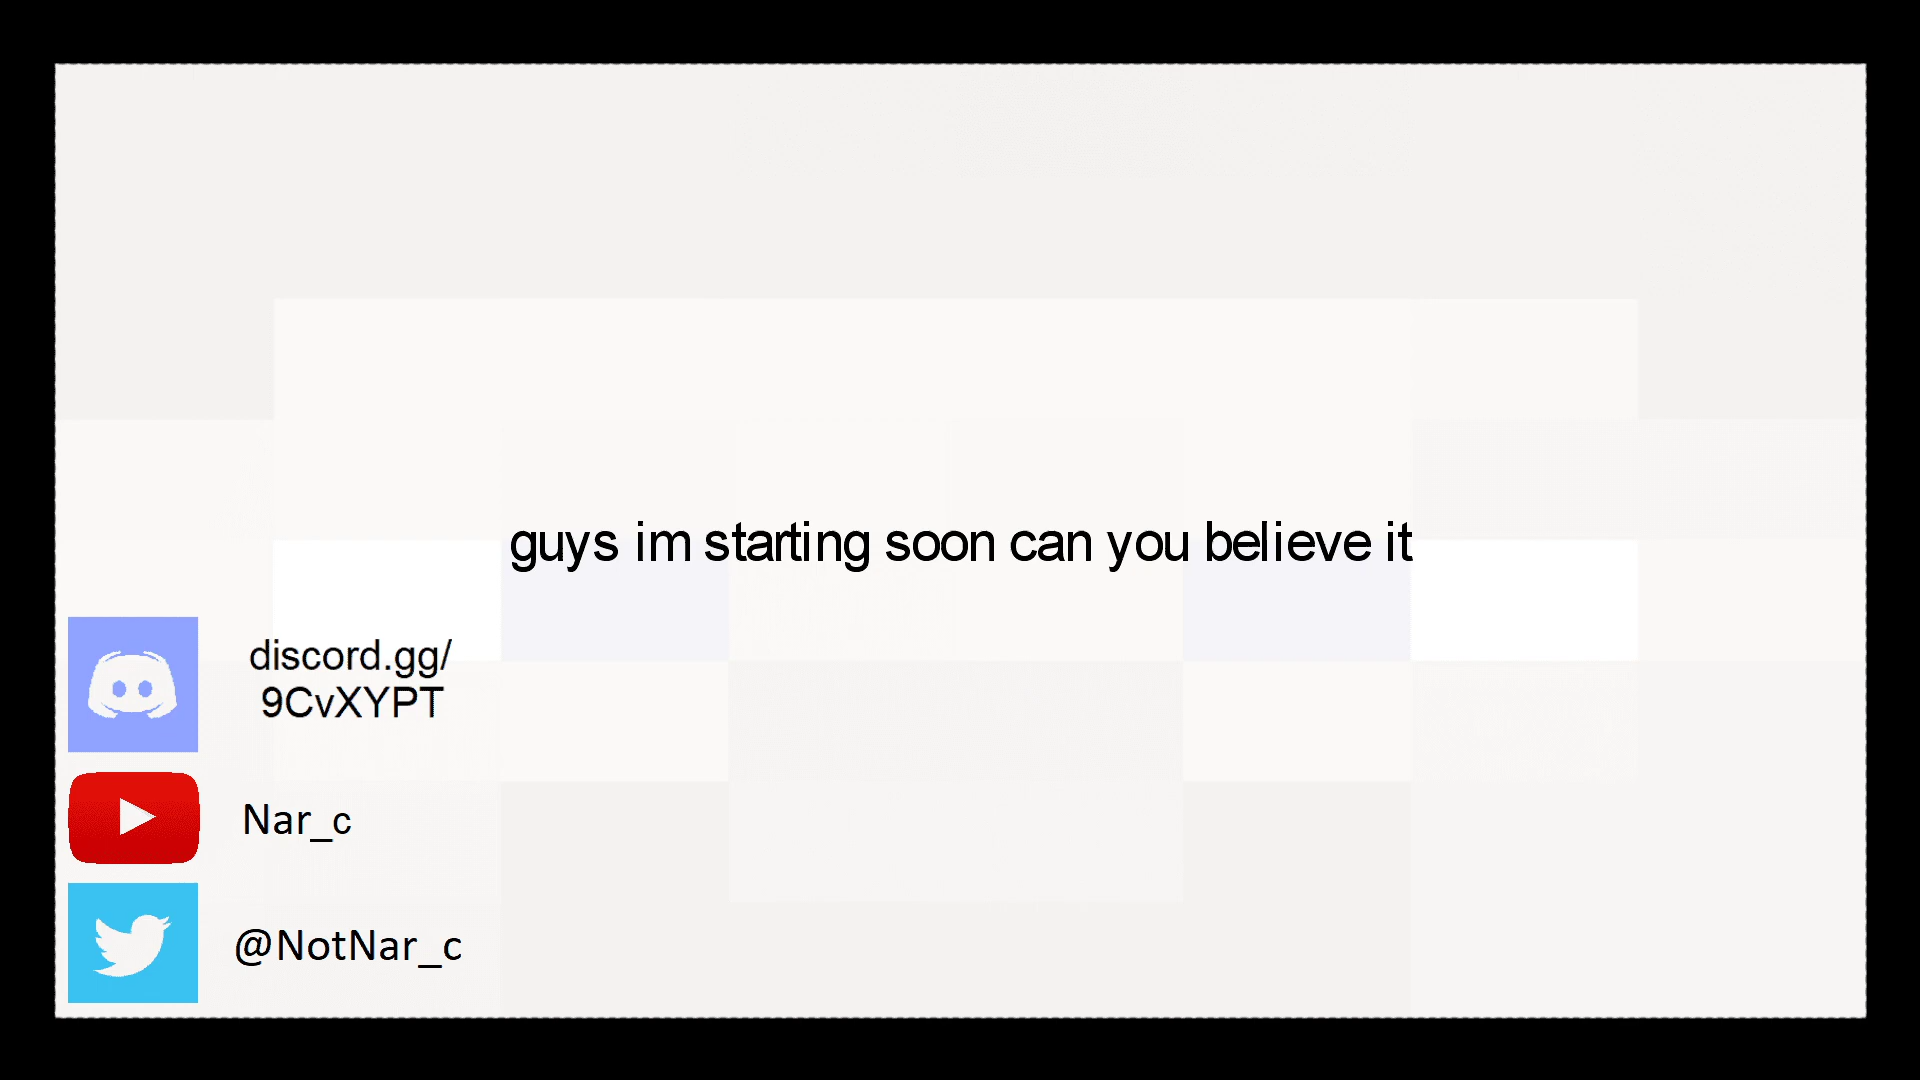 guys im starting soon can you believe it
discord.gg/
9CvXYPT
Nar_c
@NotNar_c